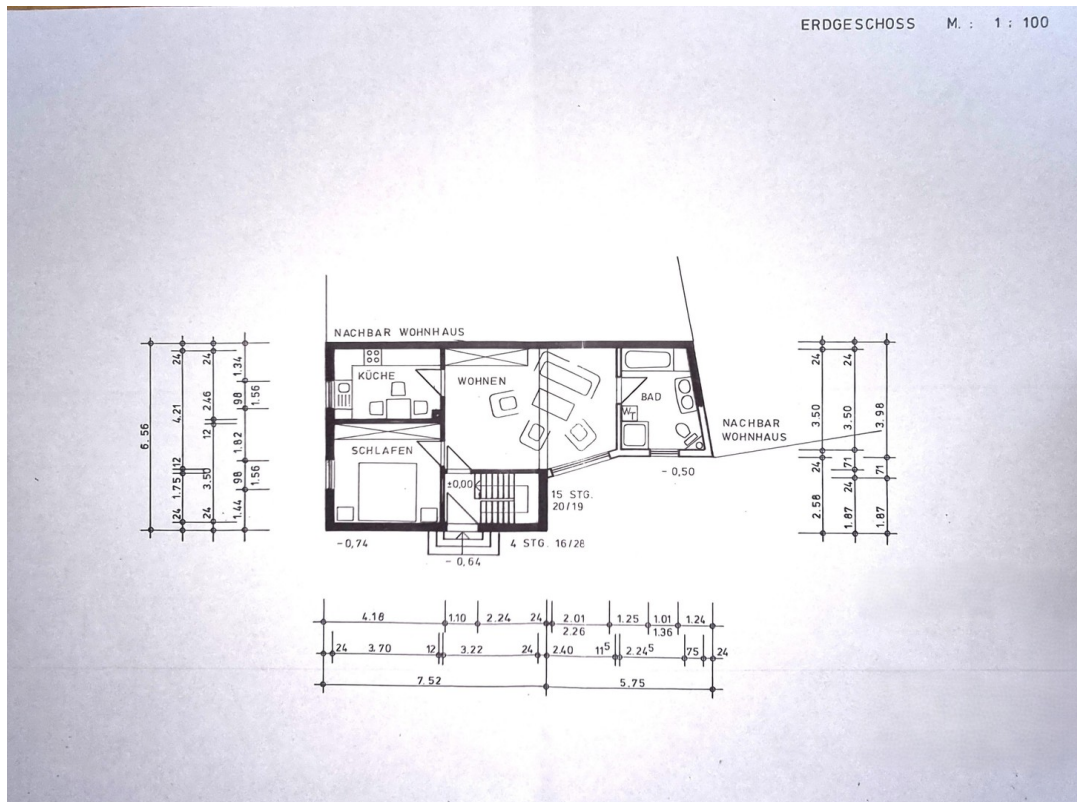 ERDGESCHOSS M. : 1 : 100
NACHBAR WOHNHAUS
KÜCHE
WOHNEN
BAD
WT
NACHBAR
WOHNHAUS
SCHLAFEN
±0,00
- 0,50
15 STG.
20/19
4 STG. 16/28
-0,74
- 0,64
6.56
24
4.21
12
1.75
24
24
2.46
12
3.50
24
1.34
98
1.82
98
1.44
1.56
1.56
24
3.50
24
2.58
3.50
71
24
1.87
3.98
71
1.87
4.18 1.10 2.24 24 2.01 1.25 1.01 1.24
2.26 1.36
24 3.70 12 3.22 24 2.40 11⁵ 2.24⁵ 75 24
7.52 5.75